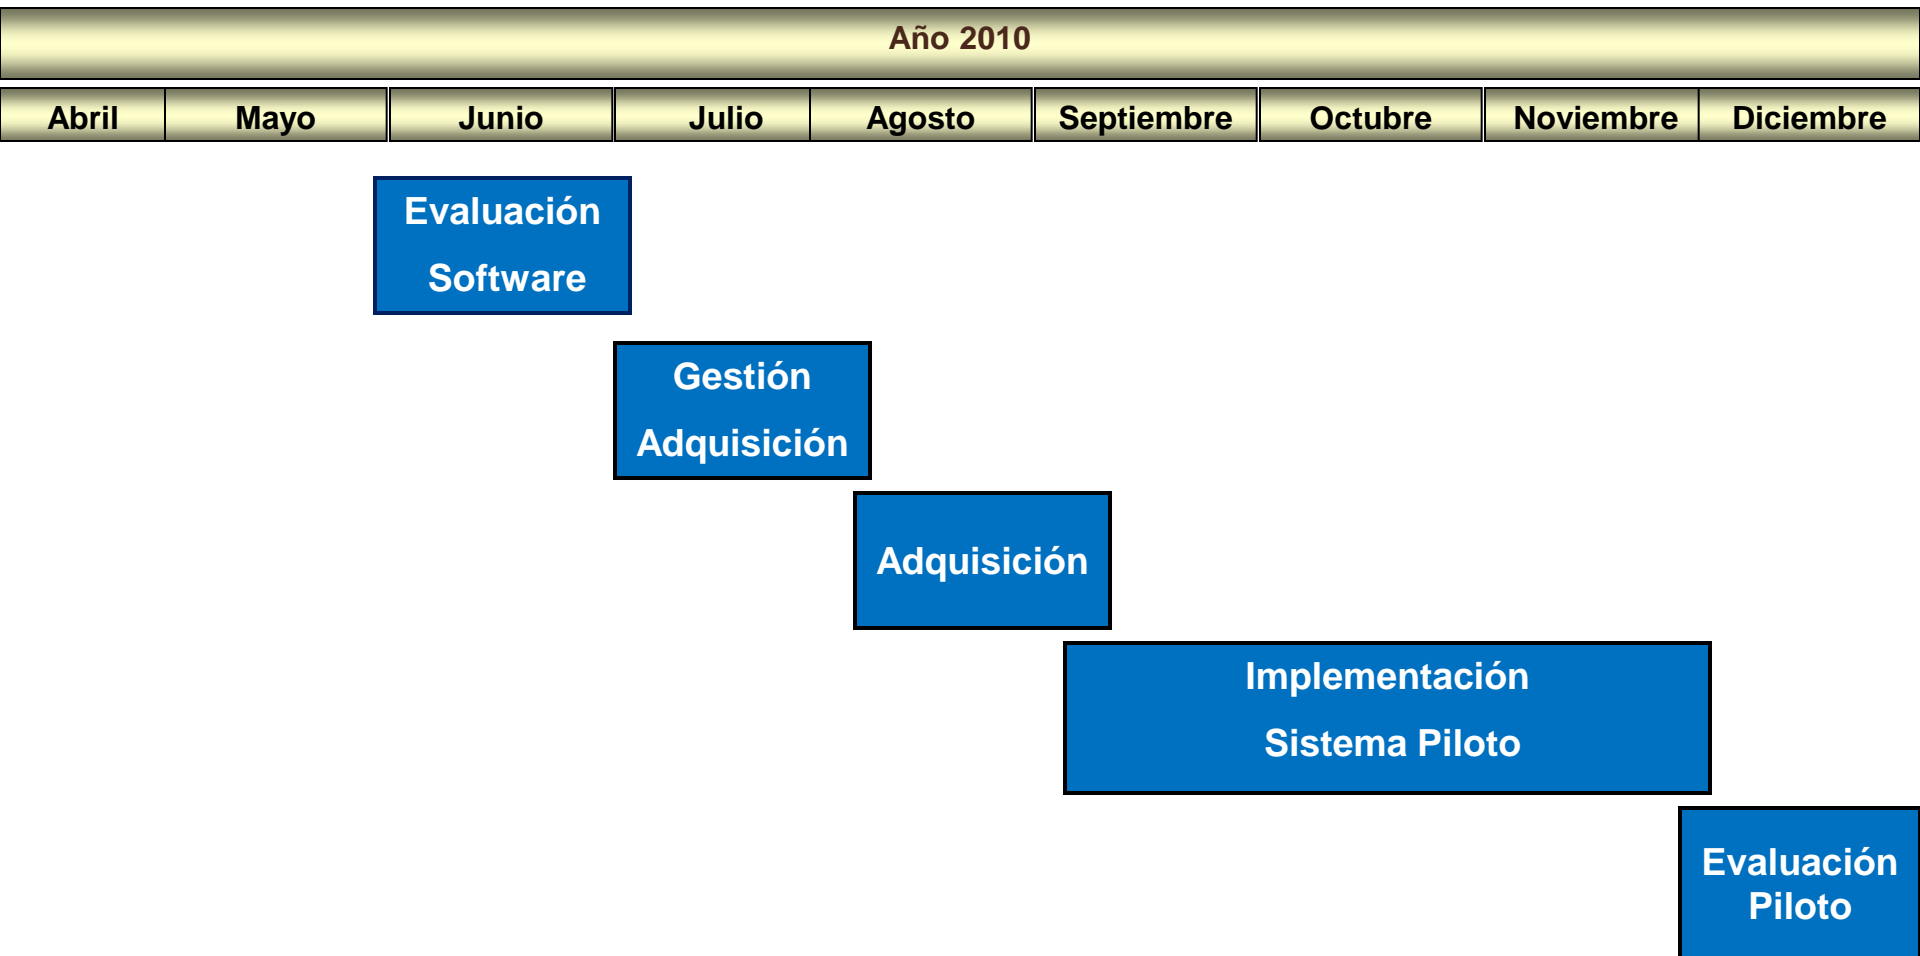 Año 2010
Abril Mayo Junio Julio Agosto Septiembre Octubre Noviembre Diciembre
Evaluación
Software
Gestión
Adquisición
Adquisición
Implementación
Sistema Piloto
Evaluación
Piloto